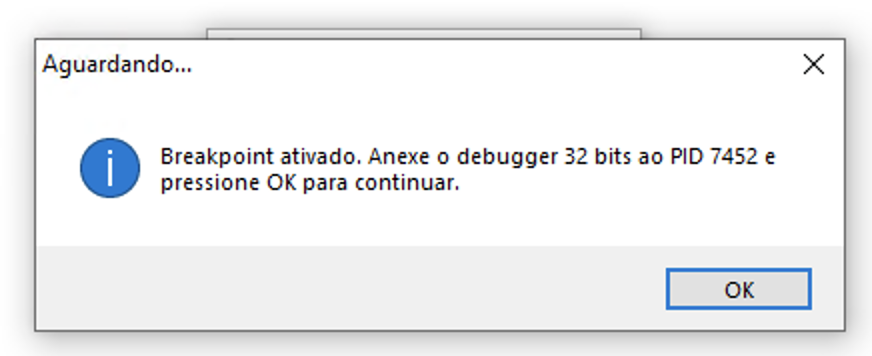 Aguardando...
Breakpoint ativado. Anexe o debugger 32 bits ao PID 7452 e
pressione OK para continuar.
OK